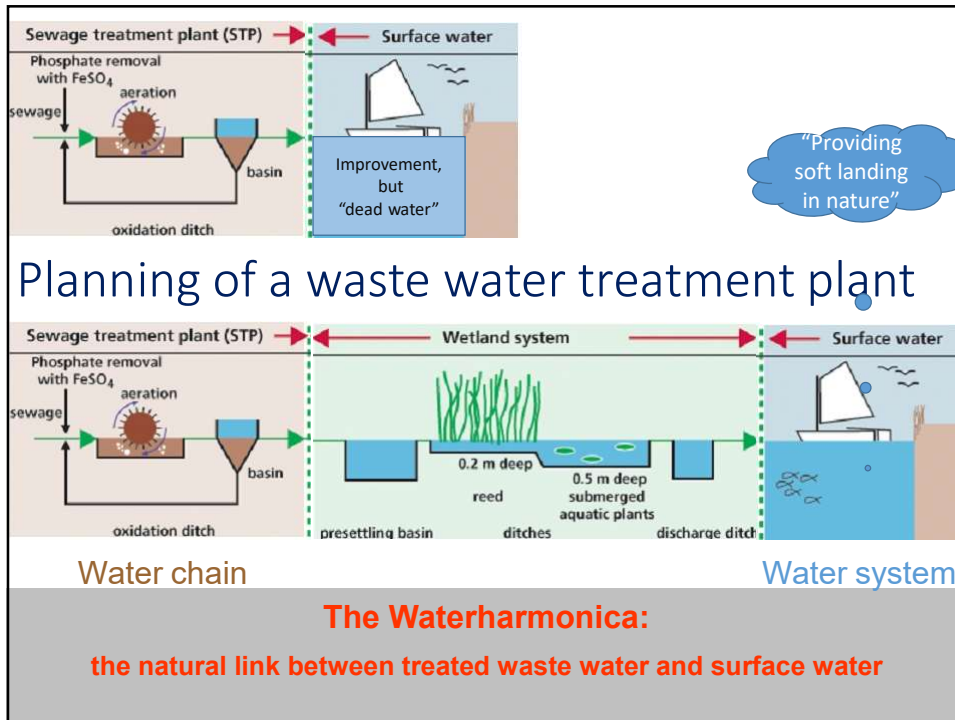 Sewage treatment plant (STP)
Surface water
Phosphate removal
with FeSO4
aeration
sewage
basin
oxidation ditch
Improvement,
but
“dead water”
“Providing
soft landing
in nature”
Planning of a waste water treatment plant
Sewage treatment plant (STP)
Wetland system
Surface water
Phosphate removal
with FeSO4
aeration
sewage
basin
oxidation ditch
0.2 m deep
reed
0.5 m deep
submerged
aquatic plants
presettling basin
ditches
discharge ditch
Water chain
Water system
The Waterharmonica:
the natural link between treated waste water and surface water